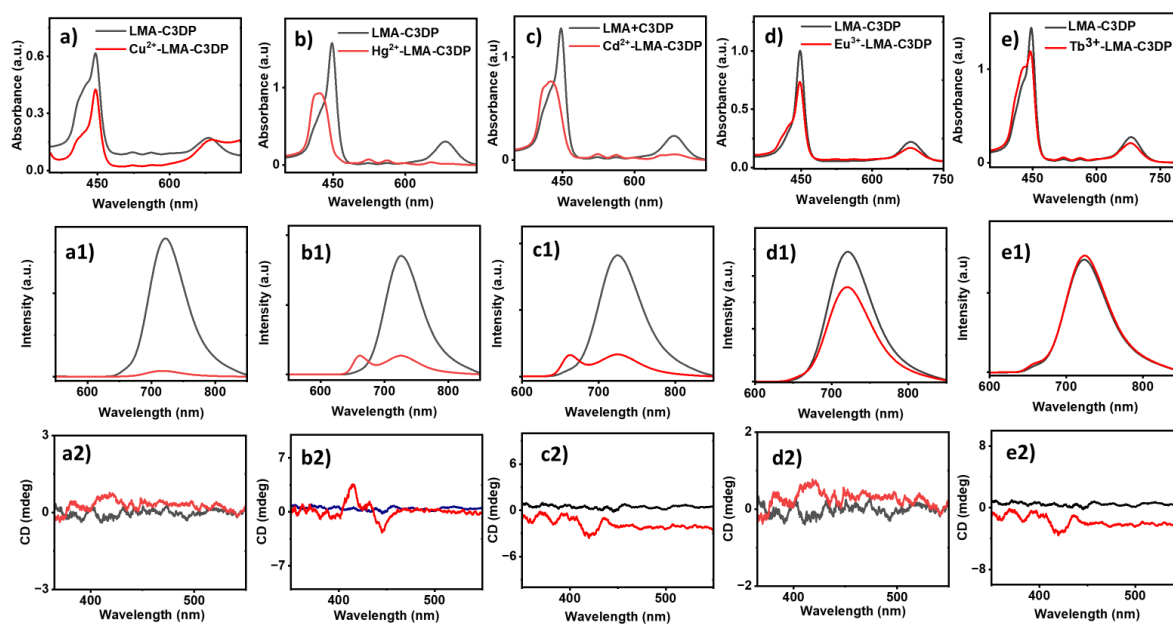 a)
LMA-C3DP
Cu²⁺-LMA-C3DP
Absorbance (a.u.)
0.6
0.3
0.0
450
600
Wavelength (nm)
b)
LMA-C3DP
Hg²⁺-LMA-C3DP
Absorbance (a.u.)
1
0
450
600
Wavelength (nm)
c)
LMA+C3DP
Cd²⁺-LMA-C3DP
Absorbance (a.u.)
1
0
450
600
Wavelength (nm)
d)
LMA-C3DP
Eu³⁺-LMA-C3DP
Absorbance (a.u.)
1.0
0.5
0.0
450
600
750
Wavelength (nm)
e)
LMA-C3DP
Tb³⁺-LMA-C3DP
Absorbance (a.u.)
1
0
450
600
750
Wavelength (nm)
a1)
Intensity (a.u.)
600
700
800
Wavelength (nm)
b1)
Intensity (a.u)
600
700
800
Wavelength (nm)
c1)
Intensity (a.u.)
600
700
800
Wavelength (nm)
d1)
Intensity (a.u.)
600
700
800
Wavelength (nm)
e1)
Intensity (a.u.)
600
700
800
Wavelength (nm)
a2)
CD (mdeg)
3
0
−3
400
500
Wavelength (nm)
b2)
CD (mdeg)
7
0
−7
400
500
Wavelength (nm)
c2)
CD (mdeg)
6
0
−6
400
500
Wavelength (nm)
d2)
CD (mdeg)
2
0
−2
400
500
Wavelength (nm)
e2)
CD (mdeg)
8
0
−8
400
500
Wavelength (nm)